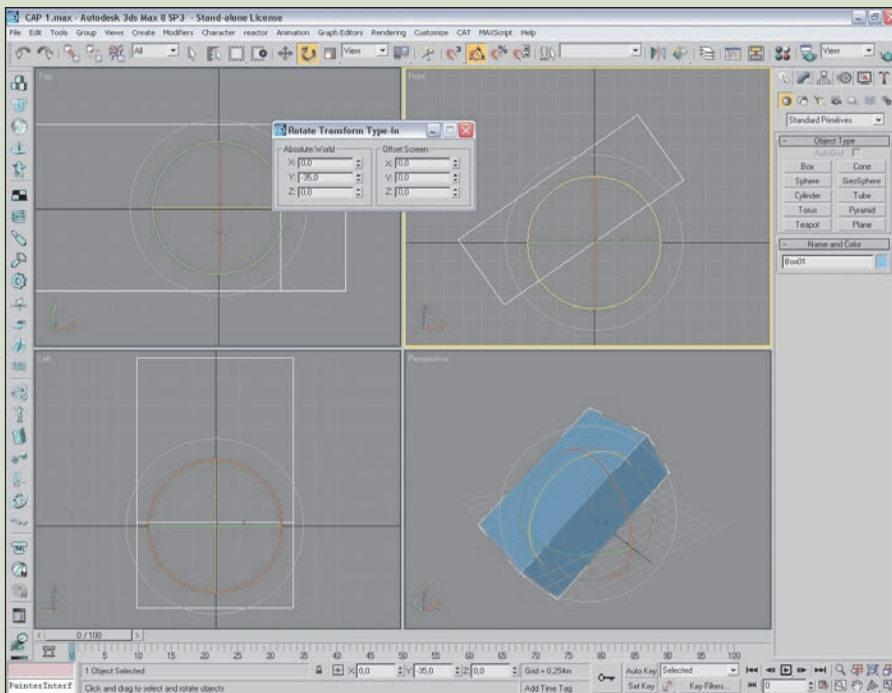 CAP 1.max - Autodesk 3ds Max 8 SP3 - Stand-alone License
File Edit Tools Group Views Create Modifiers Character reactor Animation Graph Editors Rendering Customize CAT MAXScript Help
All View View
Top
Front
Rotate Transform Type-In
Absolute:World Offset:Screen
X: 0,0 X: 0,0
Y: -35,0 Y: 0,0
Z: 0,0 Z: 0,0
Standard Primitives
Object Type
AutoGrid
Box Cone
Sphere GeoSphere
Cylinder Tube
Torus Pyramid
Teapot Plane
Name and Color
Box01
Left
Perspective
0 / 100
0 5 10 15 20 25 30 35 40 45 50 55 60 65 70 75 80 85 90 95 100
1 Object Selected X: 0,0 Y: -35,0 Z: 0,0 Grid = 0,254m Auto Key Selected
PainterInterf Click and drag to select and rotate objects Add Time Tag Set Key Key Filters... 0